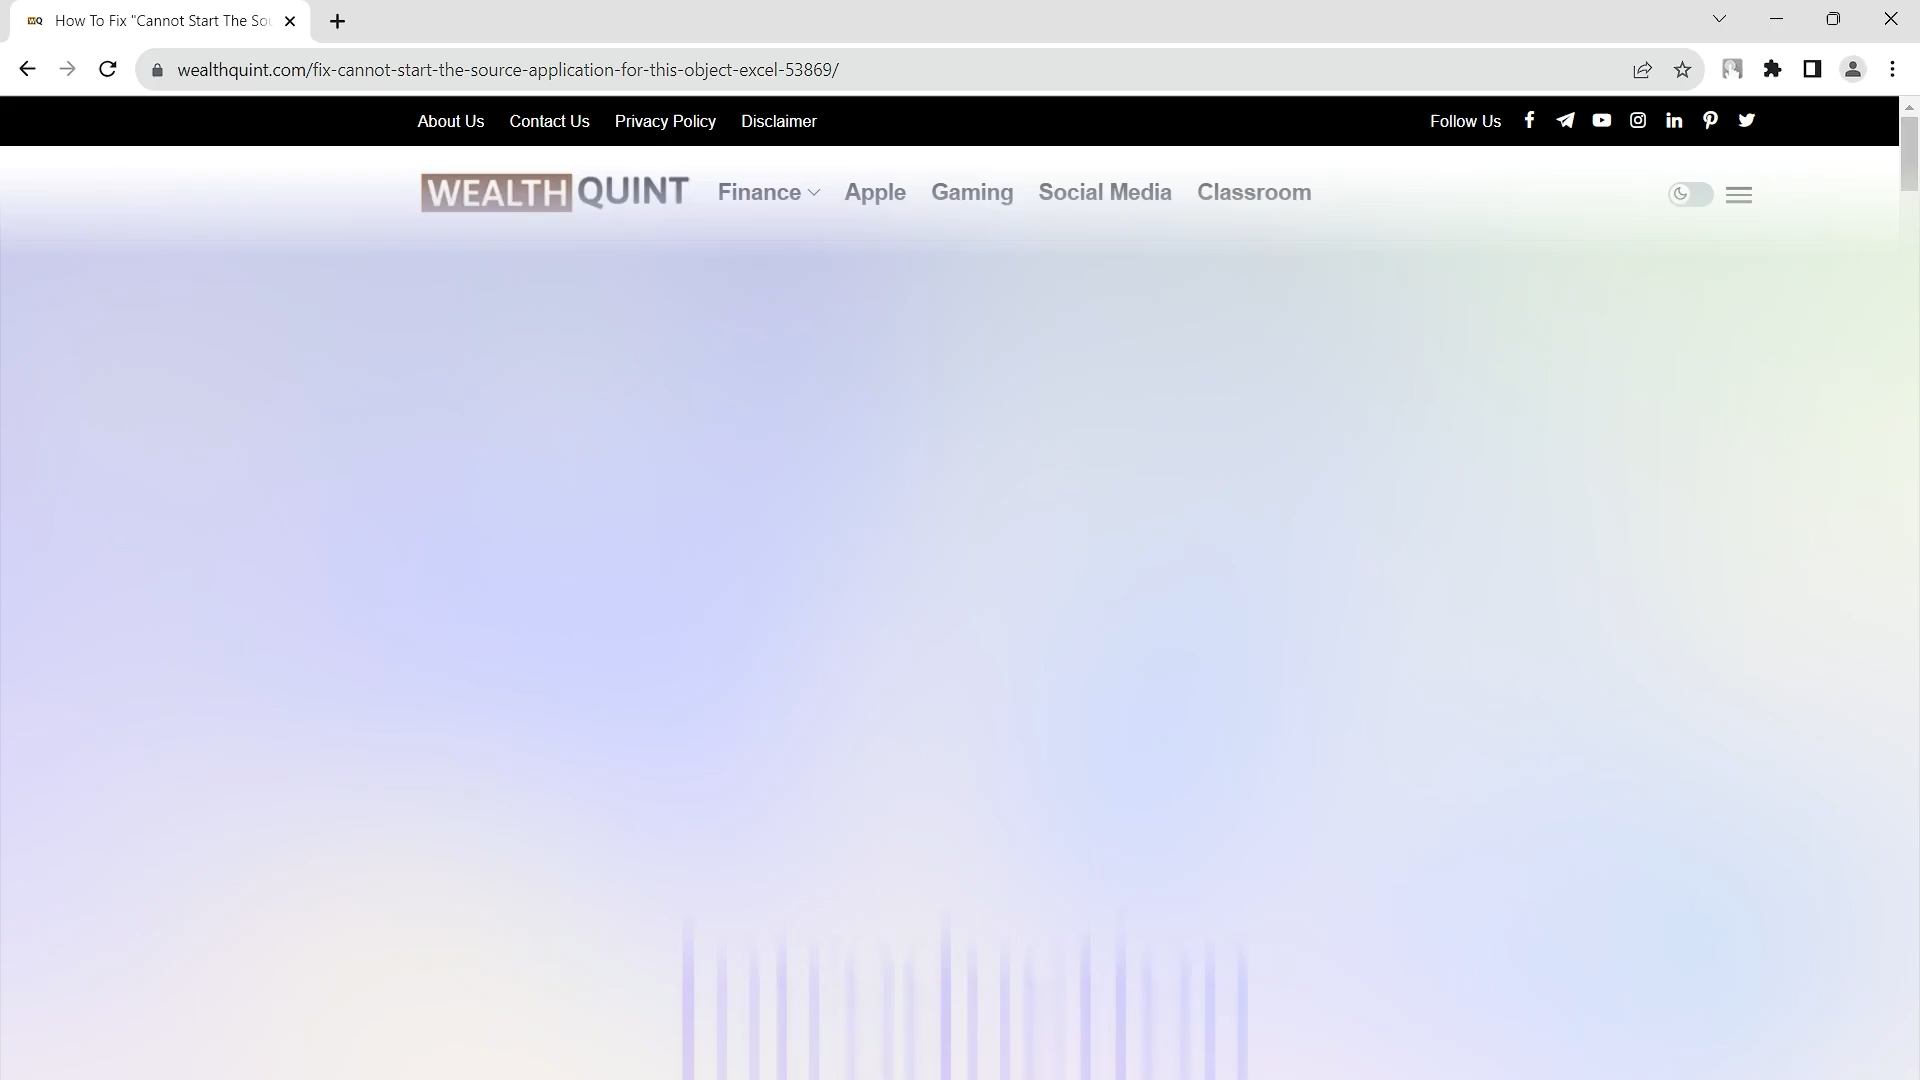 WQ How To Fix "Cannot Start The Sou
wealthquint.com/fix-cannot-start-the-source-application-for-this-object-excel-53869/
About Us Contact Us Privacy Policy Disclaimer Follow Us
WEALTH QUINT Finance Apple Gaming Social Media Classroom